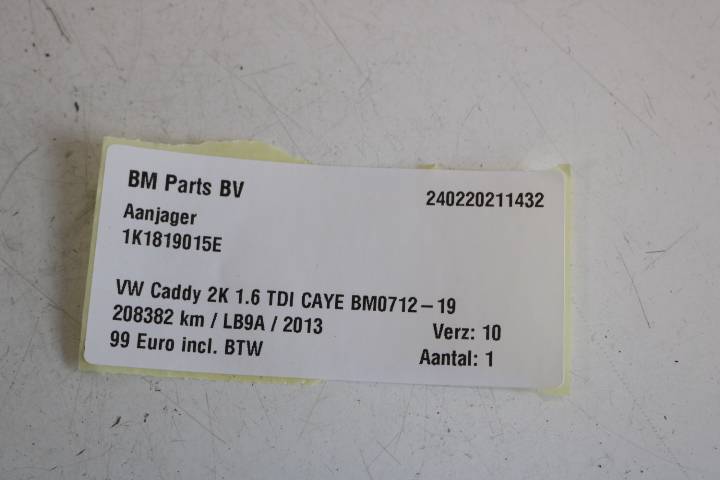 BM Parts BV 240220211432
Aanjager
1K1819015E
VW Caddy 2K 1.6 TDI CAYE BM0712-19
208382 km / LB9A / 2013 Verz: 10
99 Euro incl. BTW Aantal: 1